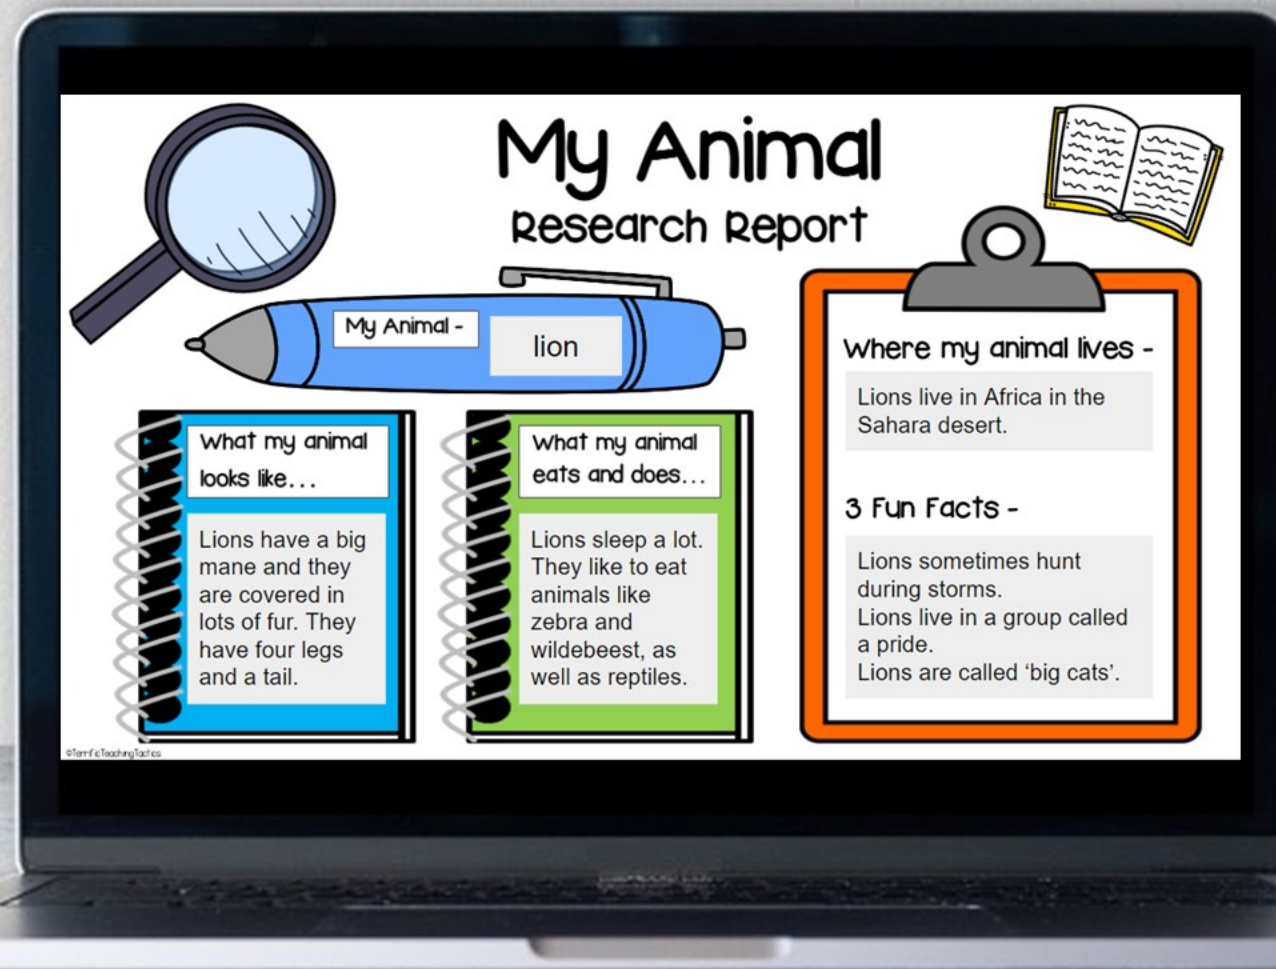 My Animal
Research Report
My Animal -
lion
What my animal
looks like...
Lions have a big
mane and they
are covered in
lots of fur. They
have four legs
and a tail.
What my animal
eats and does...
Lions sleep a lot.
They like to eat
animals like
zebra and
wildebeest, as
well as reptiles.
Where my animal lives -
Lions live in Africa in the
Sahara desert.
3 Fun Facts -
Lions sometimes hunt
during storms.
Lions live in a group called
a pride.
Lions are called ‘big cats’.
©TerrificTeachingTactics